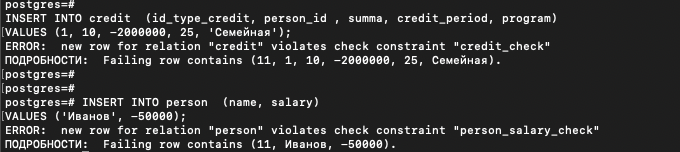 postgres=#
INSERT INTO credit  (id_type_credit, person_id , summa, credit_period, program)
VALUES (1, 10, -2000000, 25, 'Семейная');
ERROR:  new row for relation "credit" violates check constraint "credit_check"
ПОДРОБНОСТИ:  Failing row contains (11, 1, 10, -2000000, 25, Семейная).
[postgres=#
[postgres=#
postgres=# INSERT INTO person  (name, salary)
[VALUES ('Иванов', -50000);
ERROR:  new row for relation "person" violates check constraint "person_salary_check"
ПОДРОБНОСТИ:  Failing row contains (11, Иванов, -50000).